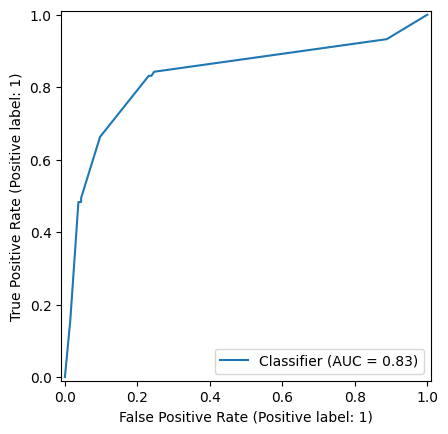 1.0
0.8
0.6
0.4
0.2
0.0
True Positive Rate (Positive label: 1)
Classifier (AUC = 0.83)
0.0 0.2 0.4 0.6 0.8 1.0
False Positive Rate (Positive label: 1)